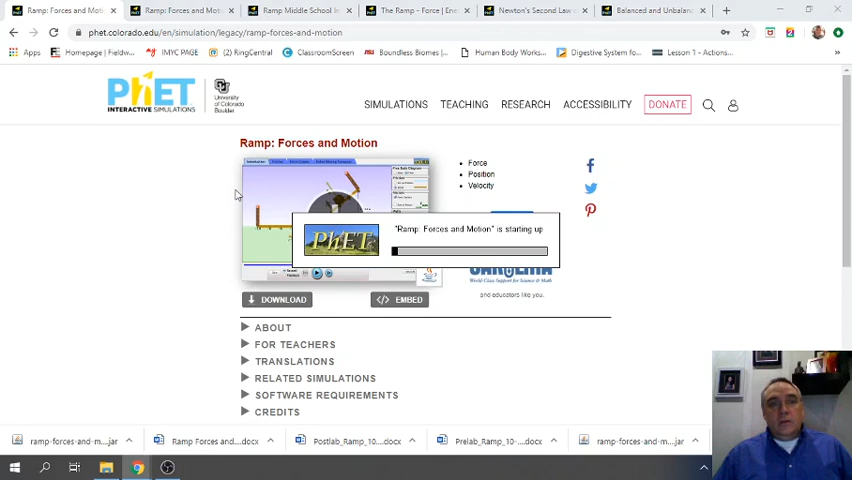 Ramp: Forces and Moti
Ramp: Forces and Mot
Ramp Middle School I
The Ramp - Force | Ene
Newton's Second Law
Balanced and Unbalan
phet.colorado.edu/en/simulation/legacy/ramp-forces-and-motion
Apps
Homepage | Fieldw...
IMYC PAGE
(2) RingCentral
ClassroomScreen
Boundless Biomes |...
Human Body Works...
Digestive System fo...
Lesson 1 - Actions...
PhET
INTERACTIVE SIMULATIONS
University of Colorado Boulder
SIMULATIONS
TEACHING
RESEARCH
ACCESSIBILITY
DONATE
Ramp: Forces and Motion
Force
Position
Velocity
PhET
"Ramp: Forces and Motion" is starting up
CAROLINA
World-Class Support for Science & Math
and educators like you.
DOWNLOAD
EMBED
ABOUT
FOR TEACHERS
TRANSLATIONS
RELATED SIMULATIONS
SOFTWARE REQUIREMENTS
CREDITS
ramp-forces-and-m....jar
Ramp Forces and....docx
Postlab_Ramp_10....docx
Prelab_Ramp_10-....docx
ramp-forces-and-m....jar